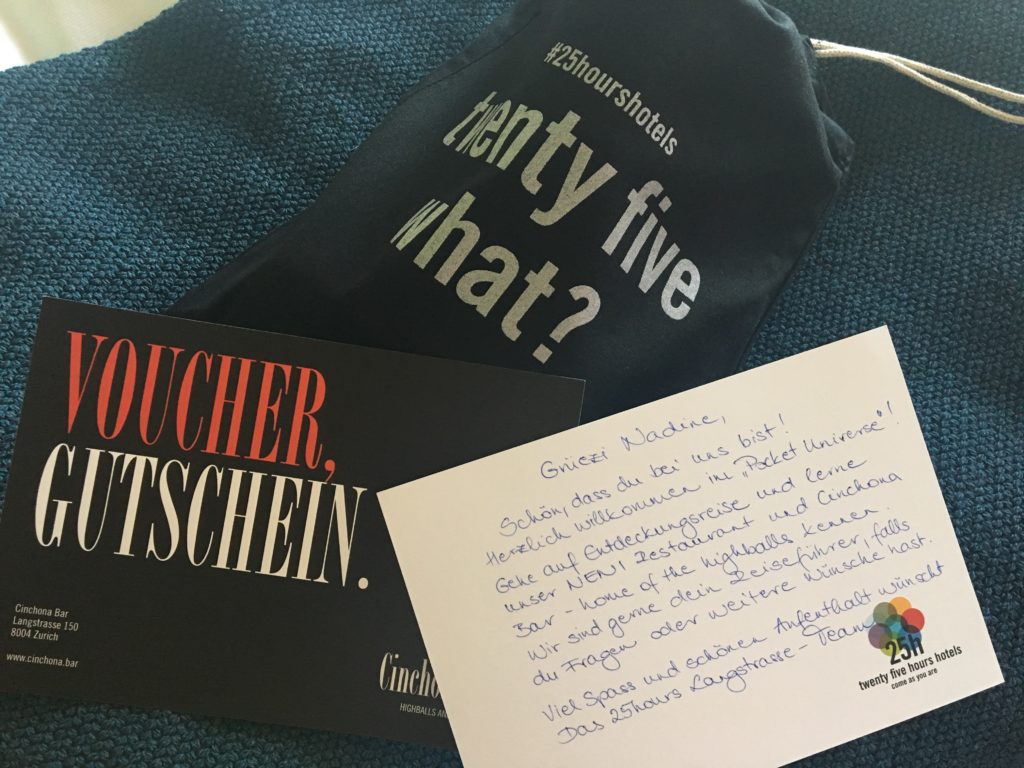 #25hourshotels
twenty five
what?
VOUCHER,
GUTSCHEIN.
Cinchona Bar
Langstrasse 150
8004 Zurich
www.cinchona.bar
Cincho
HIGHBALLS AN
Grüezi Nadine,
Schön, dass du bei uns bist!
Herzlich willkommen im „Pocket Universe"!
Gehe auf Entdeckungsreise und lerne
unser NENI Restaurant und Cinchona
Bar - home of the highballs kennen.
Wir sind gerne dein Reiseführer, falls
du Fragen oder weitere Wünsche hast.
Viel Spass und schönen Aufenthalt wünscht
Das 25hours Langstrasse-Team
25h
twenty five hours hotels
come as you are